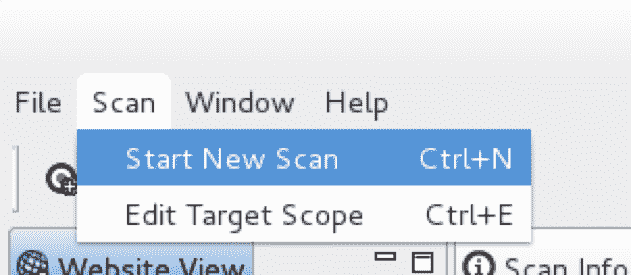 File Scan Window Help
Start New Scan Ctrl+N
Edit Target Scope Ctrl+E
Website View Scan Info